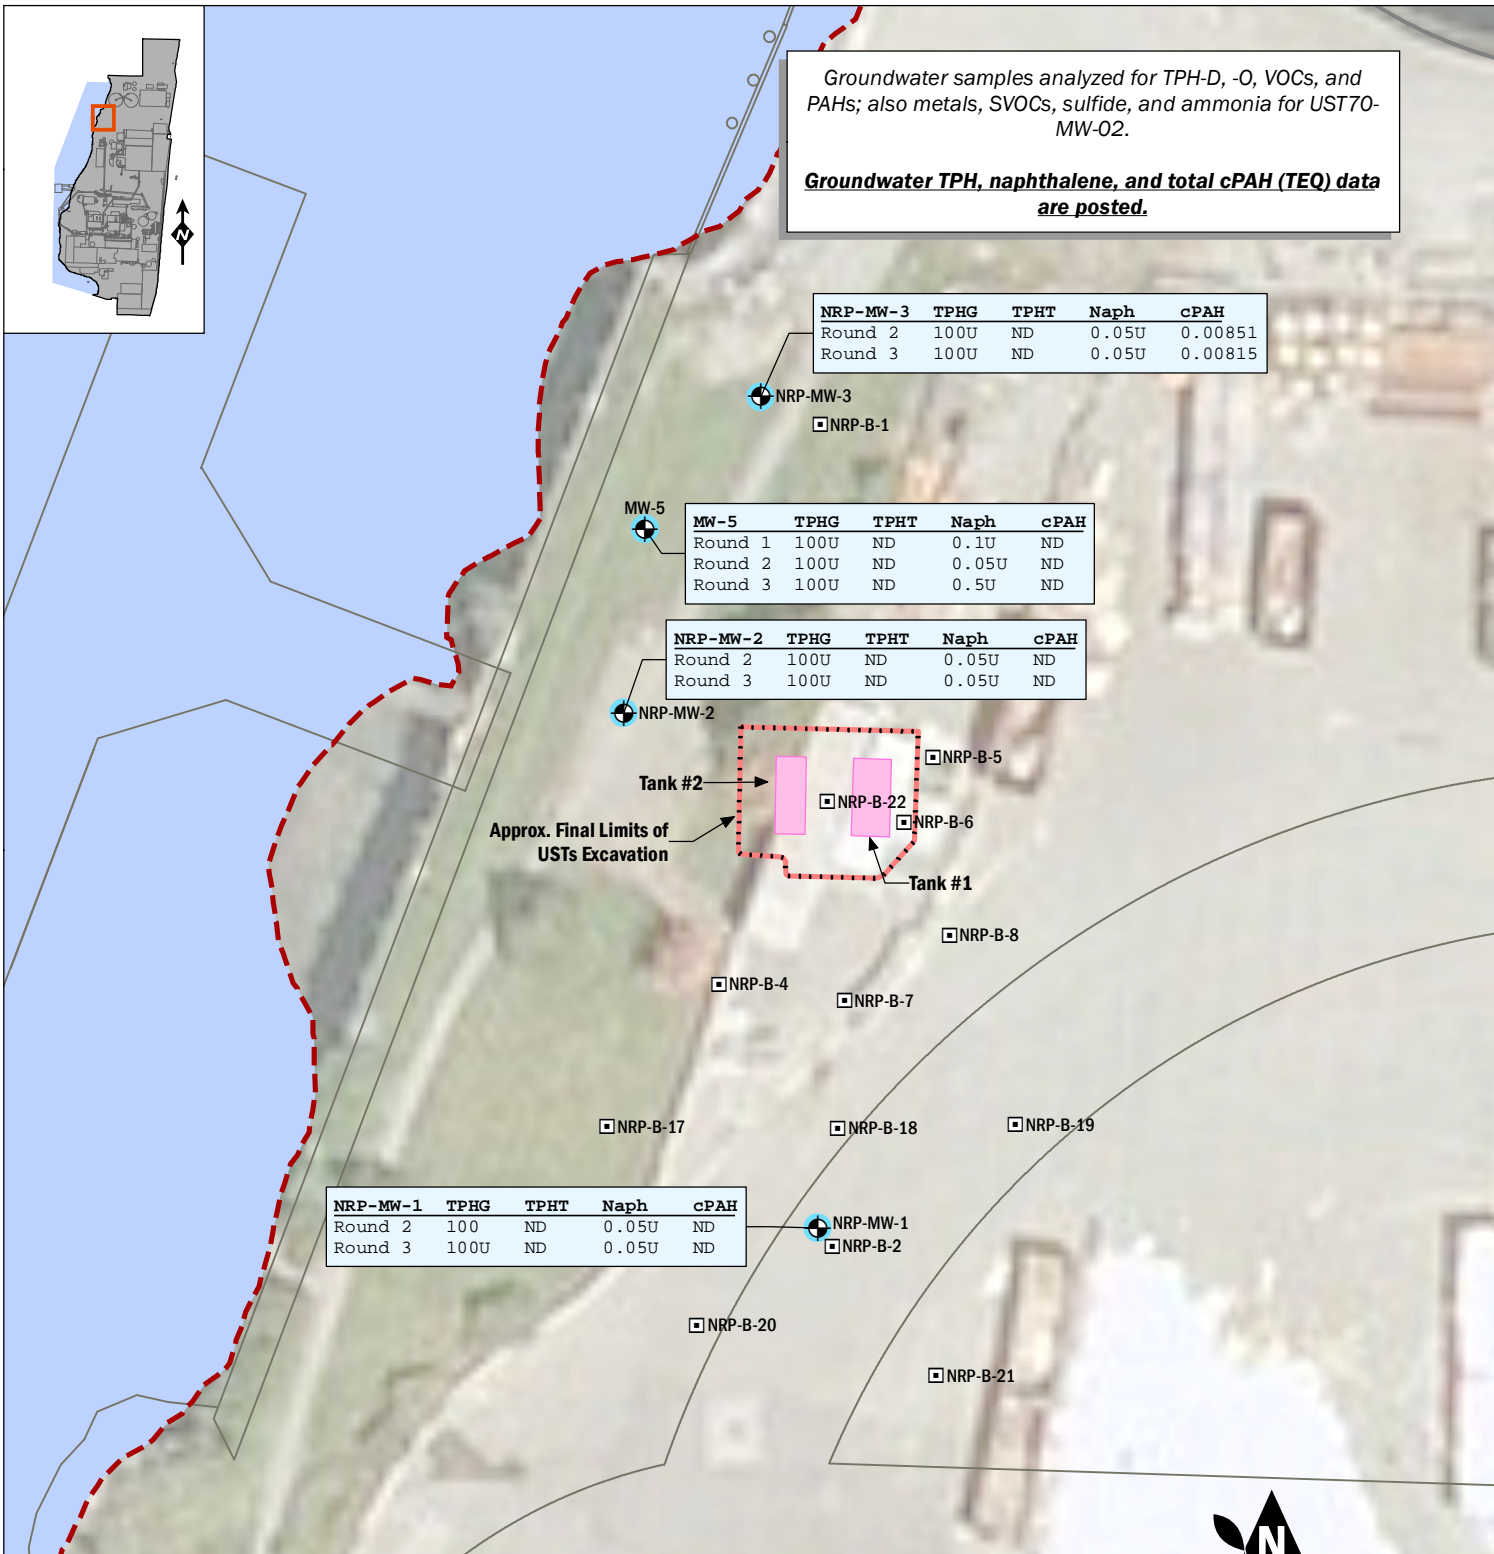 N
Groundwater samples analyzed for TPH-D, -O, VOCs, and
PAHs; also metals, SVOCs, sulfide, and ammonia for UST70-
MW-02.
Groundwater TPH, naphthalene, and total cPAH (TEQ) data
are posted.
NRP-MW-3 TPHG TPHT Naph cPAH
Round 2 100U ND 0.05U 0.00851
Round 3 100U ND 0.05U 0.00815
NRP-MW-3
NRP-B-1
MW-5
MW-5 TPHG TPHT Naph cPAH
Round 1 100U ND 0.1U ND
Round 2 100U ND 0.05U ND
Round 3 100U ND 0.5U ND
NRP-MW-2 TPHG TPHT Naph cPAH
Round 2 100U ND 0.05U ND
Round 3 100U ND 0.05U ND
NRP-MW-2
NRP-B-5
Tank #2
NRP-B-22
NRP-B-6
Approx. Final Limits of
USTs Excavation
Tank #1
NRP-B-8
NRP-B-4
NRP-B-7
NRP-B-17
NRP-B-18
NRP-B-19
NRP-MW-1 TPHG TPHT Naph cPAH
Round 2 100 ND 0.05U ND
Round 3 100U ND 0.05U ND
NRP-MW-1
NRP-B-2
NRP-B-20
NRP-B-21
N